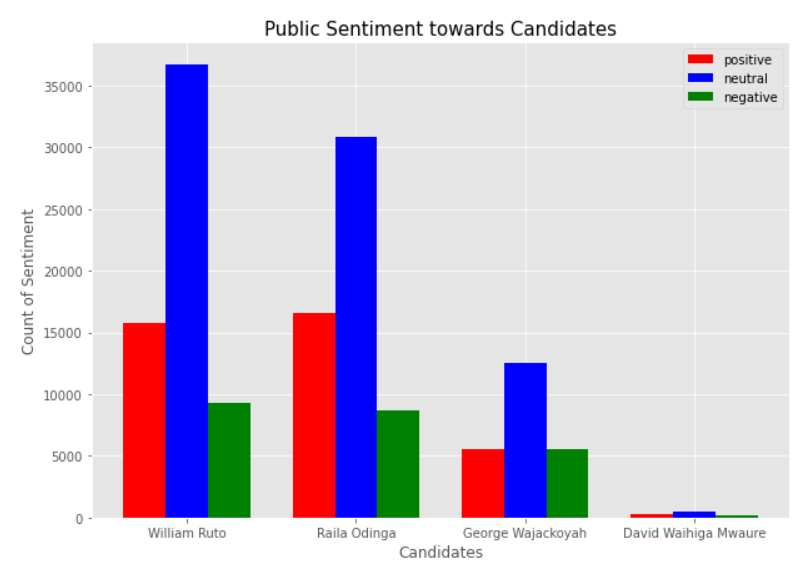 Public Sentiment towards Candidates
positive
neutral
negative
35000
30000
25000
20000
15000
10000
5000
0
Count of Sentiment
William Ruto
Raila Odinga
George Wajackoyah
David Waihiga Mwaure
Candidates